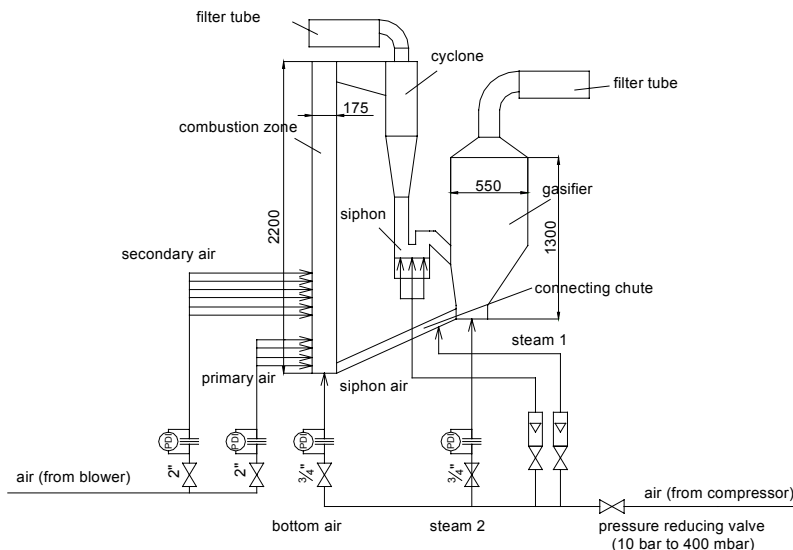 filter tube
cyclone
filter tube
175
combustion zone
550
gasifier
2200
siphon
1300
secondary air
connecting chute
steam 1
primary air
siphon air
PDI
PDI
PDI
PDI
2"
2"
3/4"
3/4"
air (from blower)
air (from compressor)
bottom air
steam 2
pressure reducing valve
(10 bar to 400 mbar)